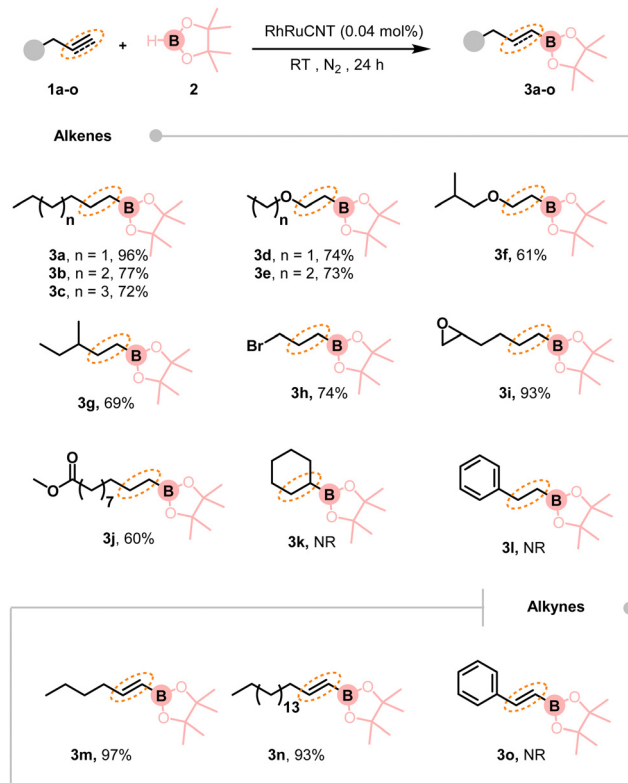 + H B O O RhRuCNT (0.04 mol%) B O O
RT , N₂ , 24 h
1a-o 2 3a-o
Alkenes
n B O O O n B O O O B O O
3a, n = 1, 96% 3d, n = 1, 74% 3f, 61%
3b, n = 2, 77% 3e, n = 2, 73%
3c, n = 3, 72%
B O O Br B O O O B O O
3g, 69% 3h, 74% 3i, 93%
O O 7 B O O B O O B O O
3j, 60% 3k, NR 3l, NR
Alkynes
B O O 13 B O O B O O
3m, 97% 3n, 93% 3o, NR